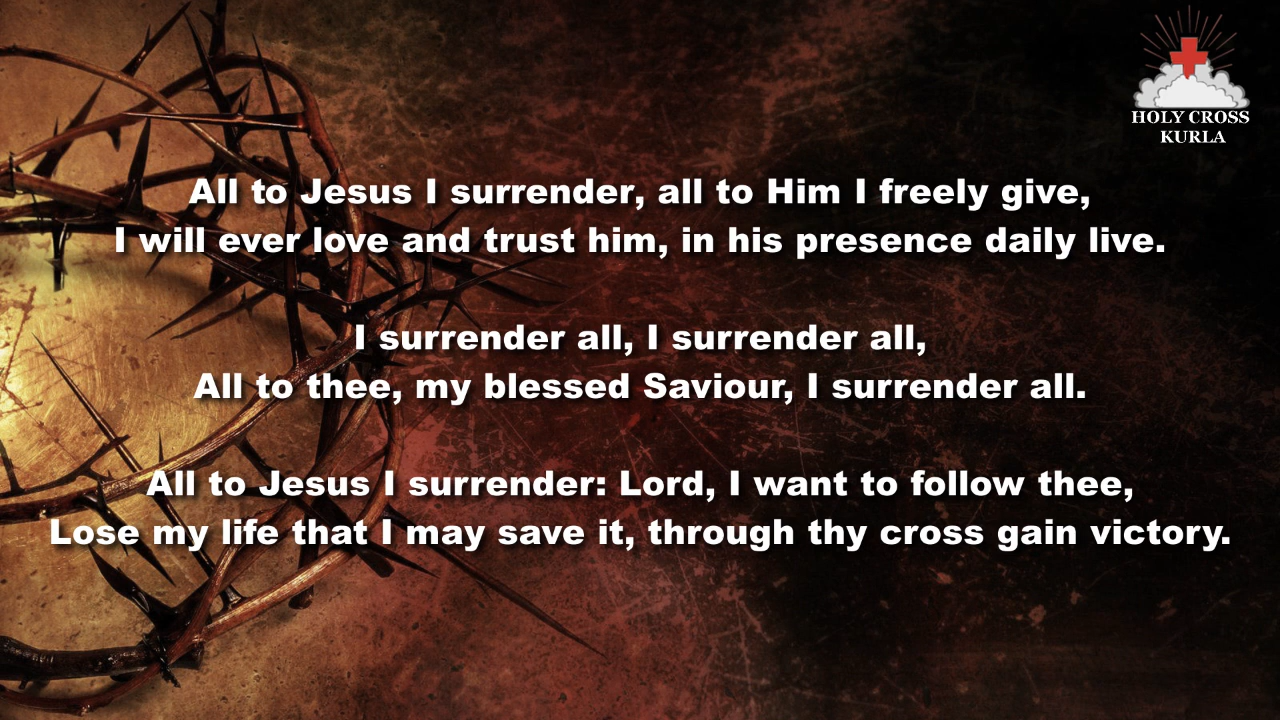 HOLY CROSS
KURLA
All to Jesus I surrender, all to Him I freely give,
I will ever love and trust him, in his presence daily live.
I surrender all, I surrender all,
All to thee, my blessed Saviour, I surrender all.
All to Jesus I surrender: Lord, I want to follow thee,
Lose my life that I may save it, through thy cross gain victory.